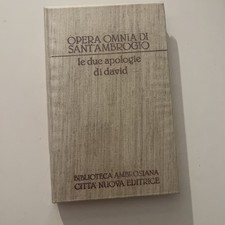 OPERA OMNIA DI
SANT'AMBROGIO
le due apologie
di david
BIBLIOTECA AMBROSIANA
CITTÀ NUOVA EDITRICE